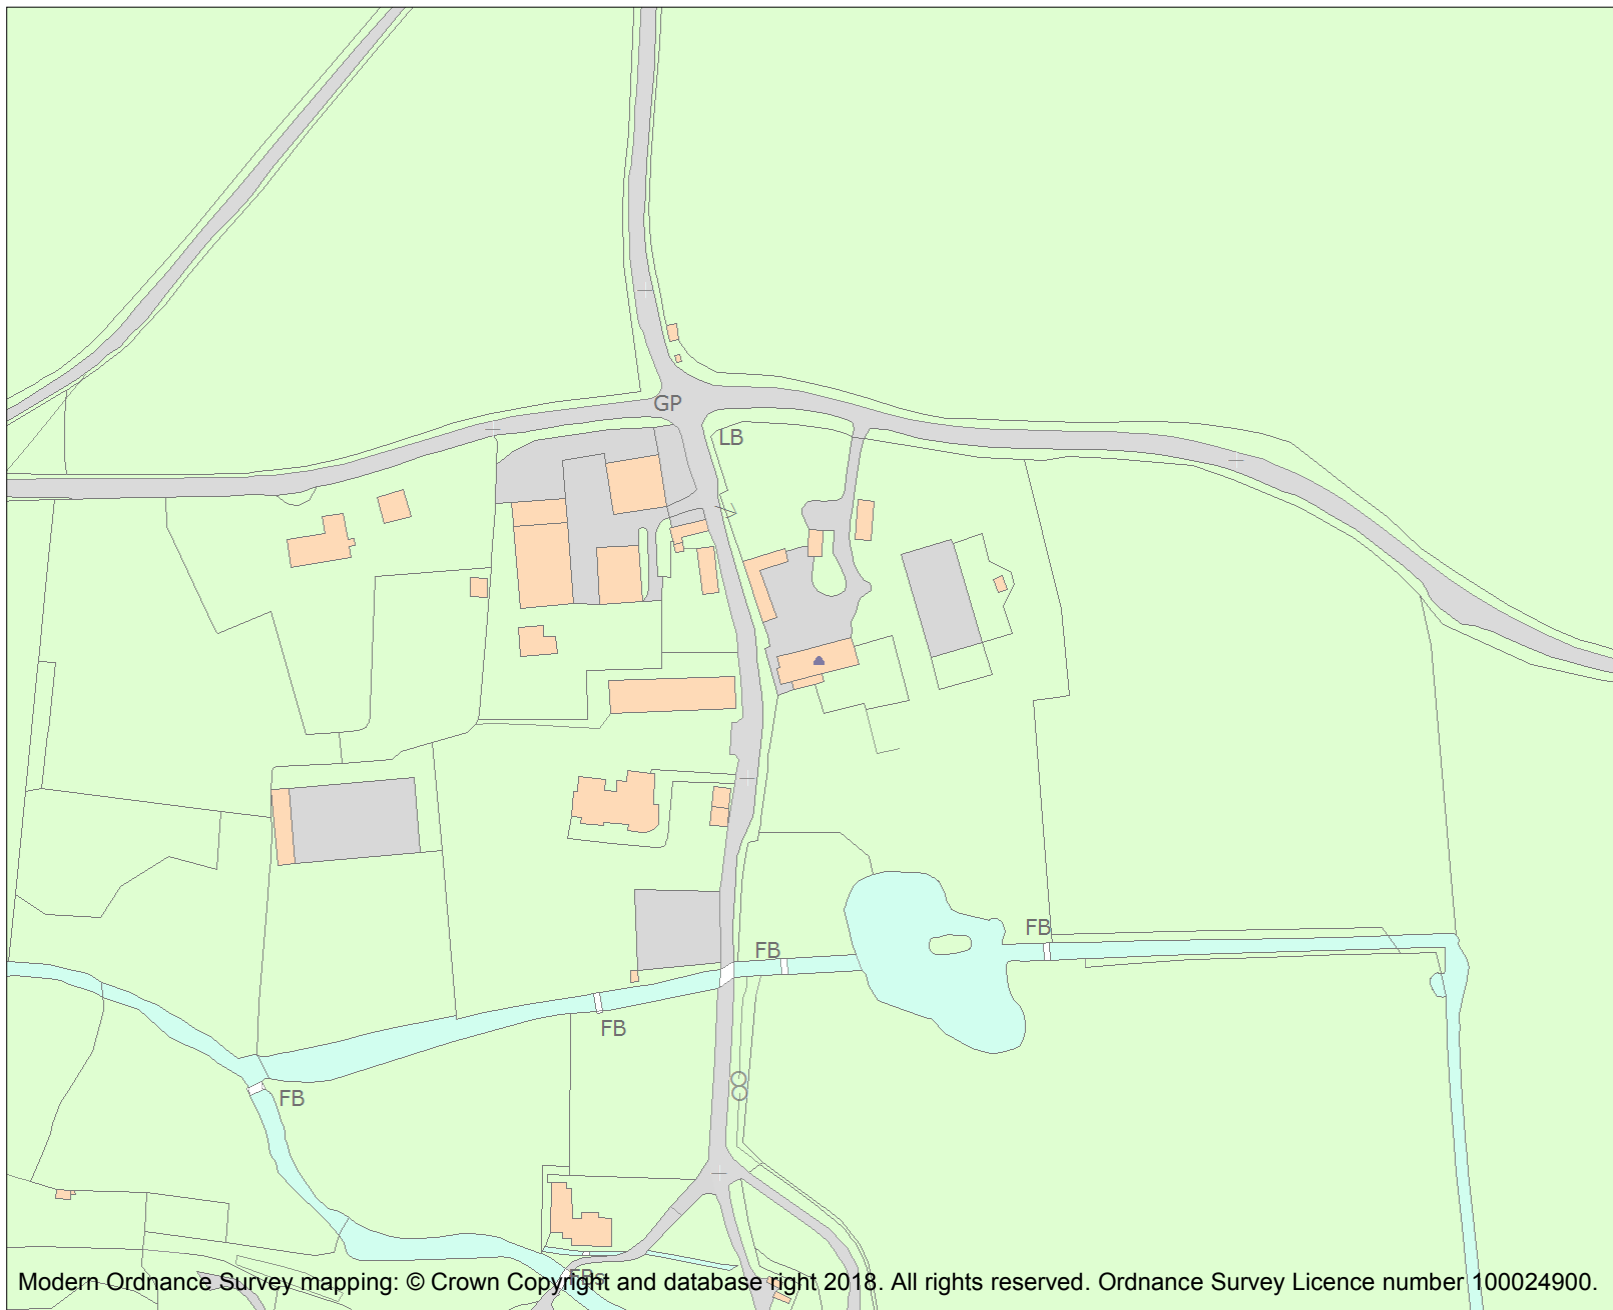 GP
LB
FB
FB
FB
FB
FBs
Modern Ordnance Survey mapping: © Crown Copyright and database right 2018. All rights reserved. Ordnance Survey Licence number 100024900.